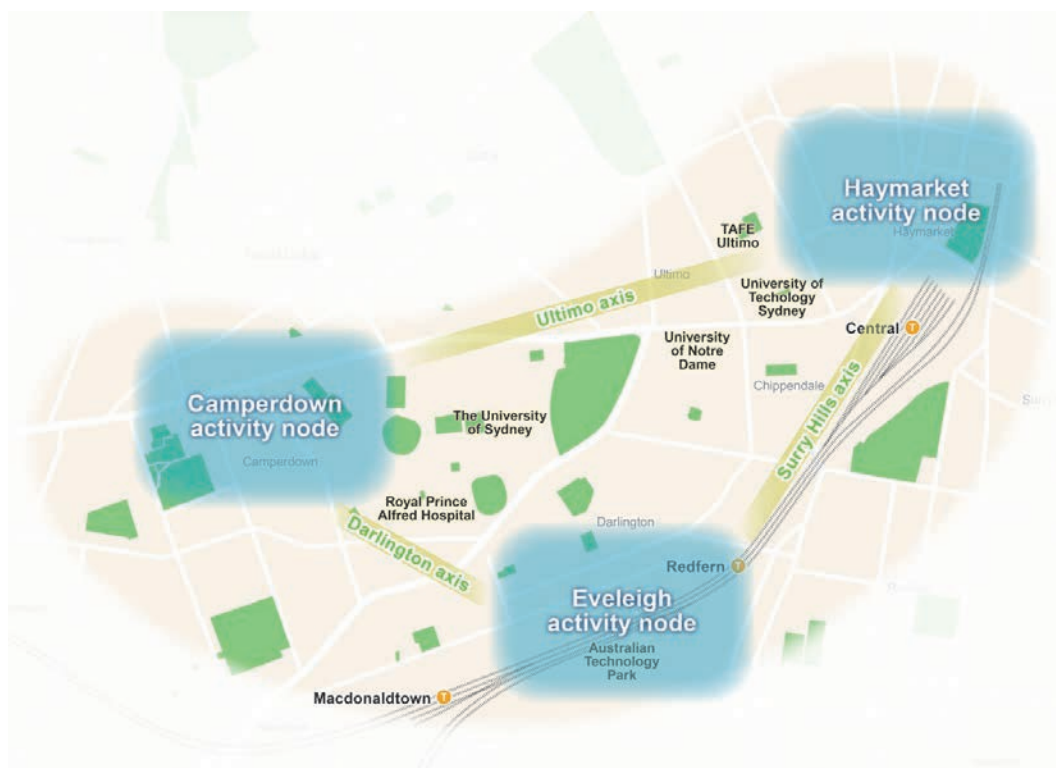 Haymarket
activity node
Haymarket
TAFE
Ultimo
Ultimo
University of
Techology
Sydney
Ultimo axis
Central
University
of Notre
Dame
Chippendale
Surry Hills axis
Surry
Camperdown
activity node
Camperdown
The University
of Sydney
Royal Prince
Alfred Hospital
Darlington axis
Darlington
Redfern
T
T
Eveleigh
activity node
Australian
Technology
Park
Macdonaldtown
T